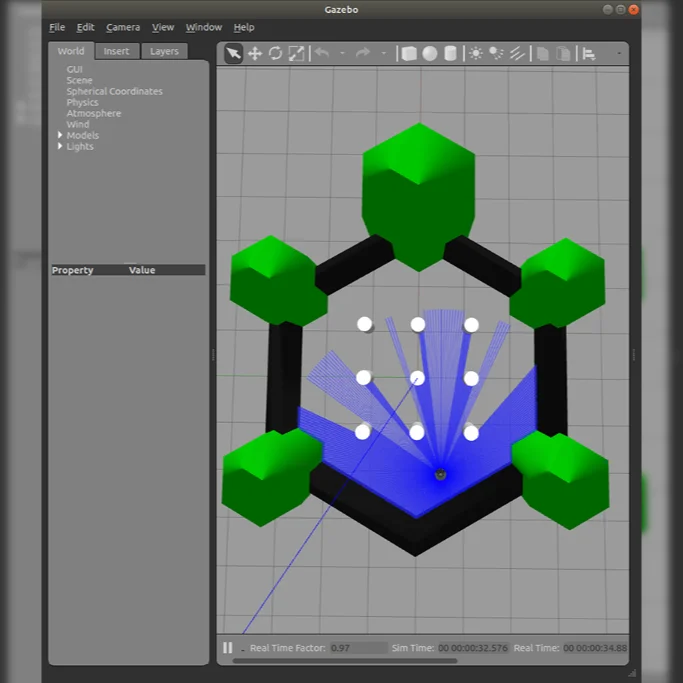 Gazebo
File Edit Camera View Window Help
World Insert Layers
GUI
Scene
Spherical Coordinates
Physics
Atmosphere
Wind
Models
Lights
Property Value
Real Time Factor: 0.97 Sim Time: 00 00:00:32.576 Real Time: 00 00:00:34.88